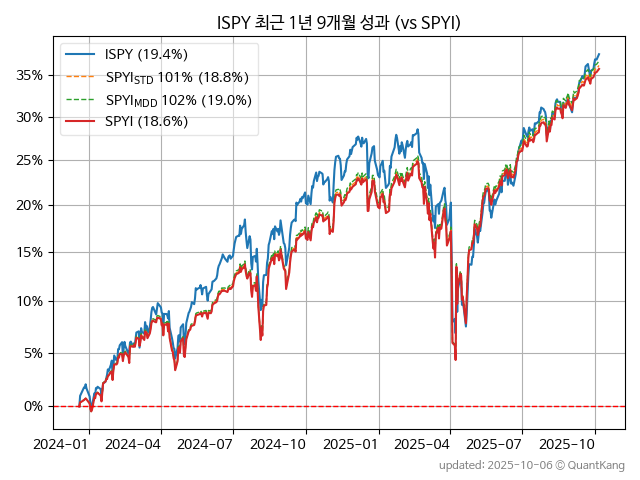 ISPY 최근 1년 9개월 성과 (vs SPYI)
ISPY (19.4%)
SPYI_STD 101% (18.8%)
SPYI_MDD 102% (19.0%)
SPYI (18.6%)
35%
30%
25%
20%
15%
10%
5%
0%
2024-01 2024-04 2024-07 2024-10 2025-01 2025-04 2025-07 2025-10
updated: 2025-10-06 © QuantKang